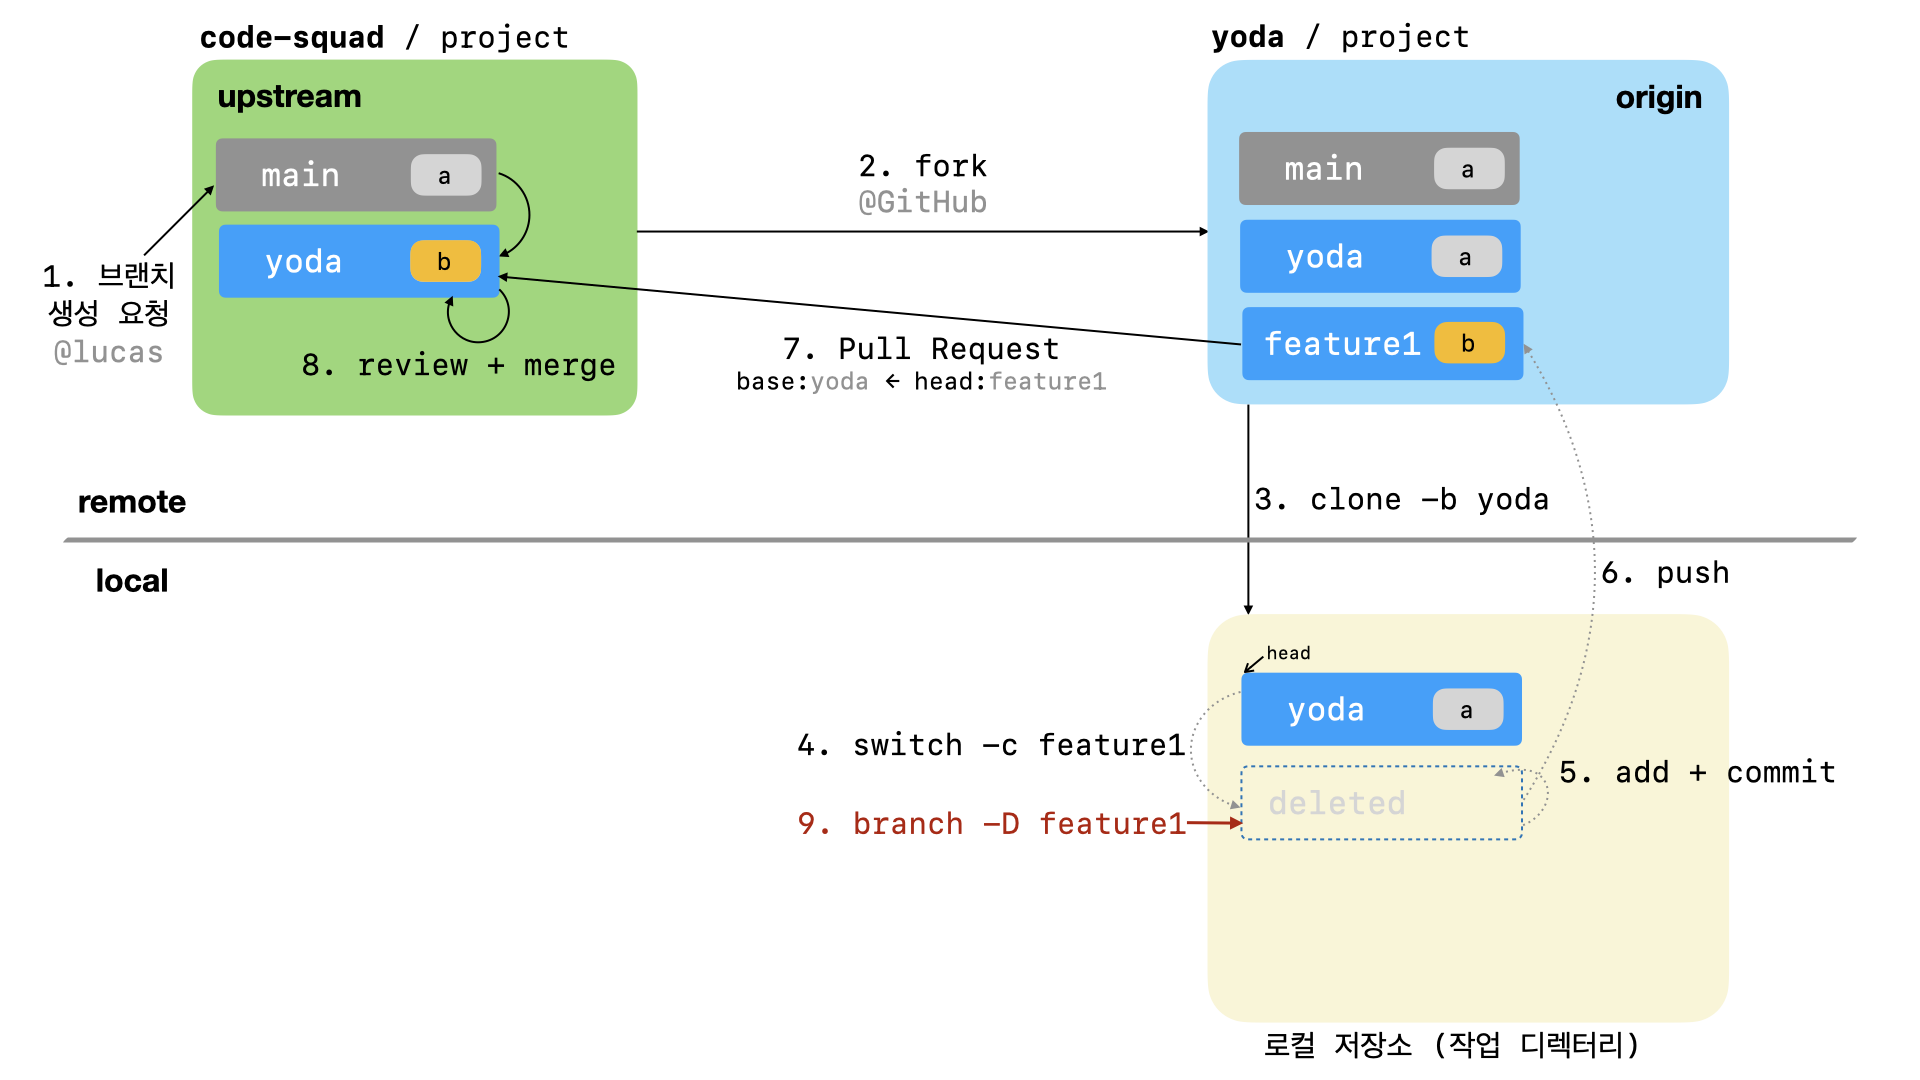 code-squad / project
upstream
main a
yoda b
1. 브랜치
생성 요청
@lucas
8. review + merge
2. fork
@GitHub
7. Pull Request
base:yoda ← head:feature1
yoda / project
origin
main a
yoda a
feature1 b
remote
3. clone -b yoda
local
6. push
head
yoda a
4. switch -c feature1
5. add + commit
deleted
9. branch -D feature1
로컬 저장소 (작업 디렉터리)